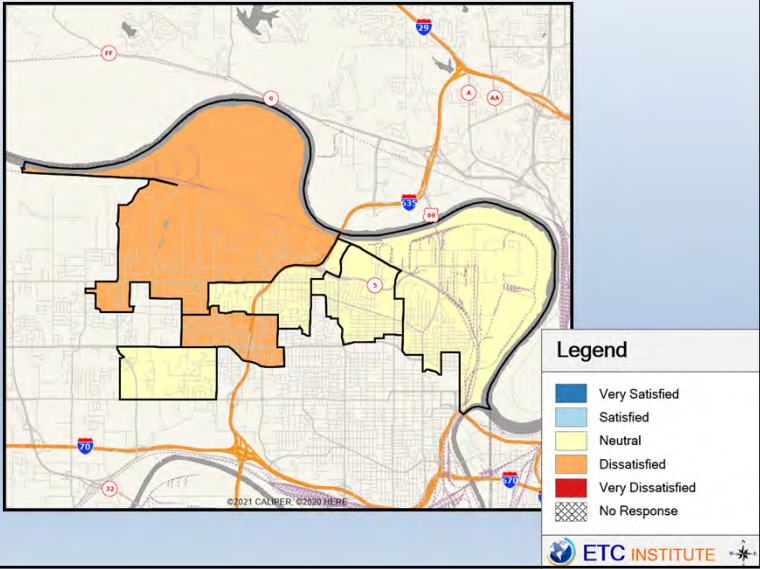 29
FF
9
A
AA
635
69
5
70
32
670
©2021 CALIPER; ©2020 HERE
Legend
Very Satisfied
Satisfied
Neutral
Dissatisfied
Very Dissatisfied
No Response
ETC INSTITUTE